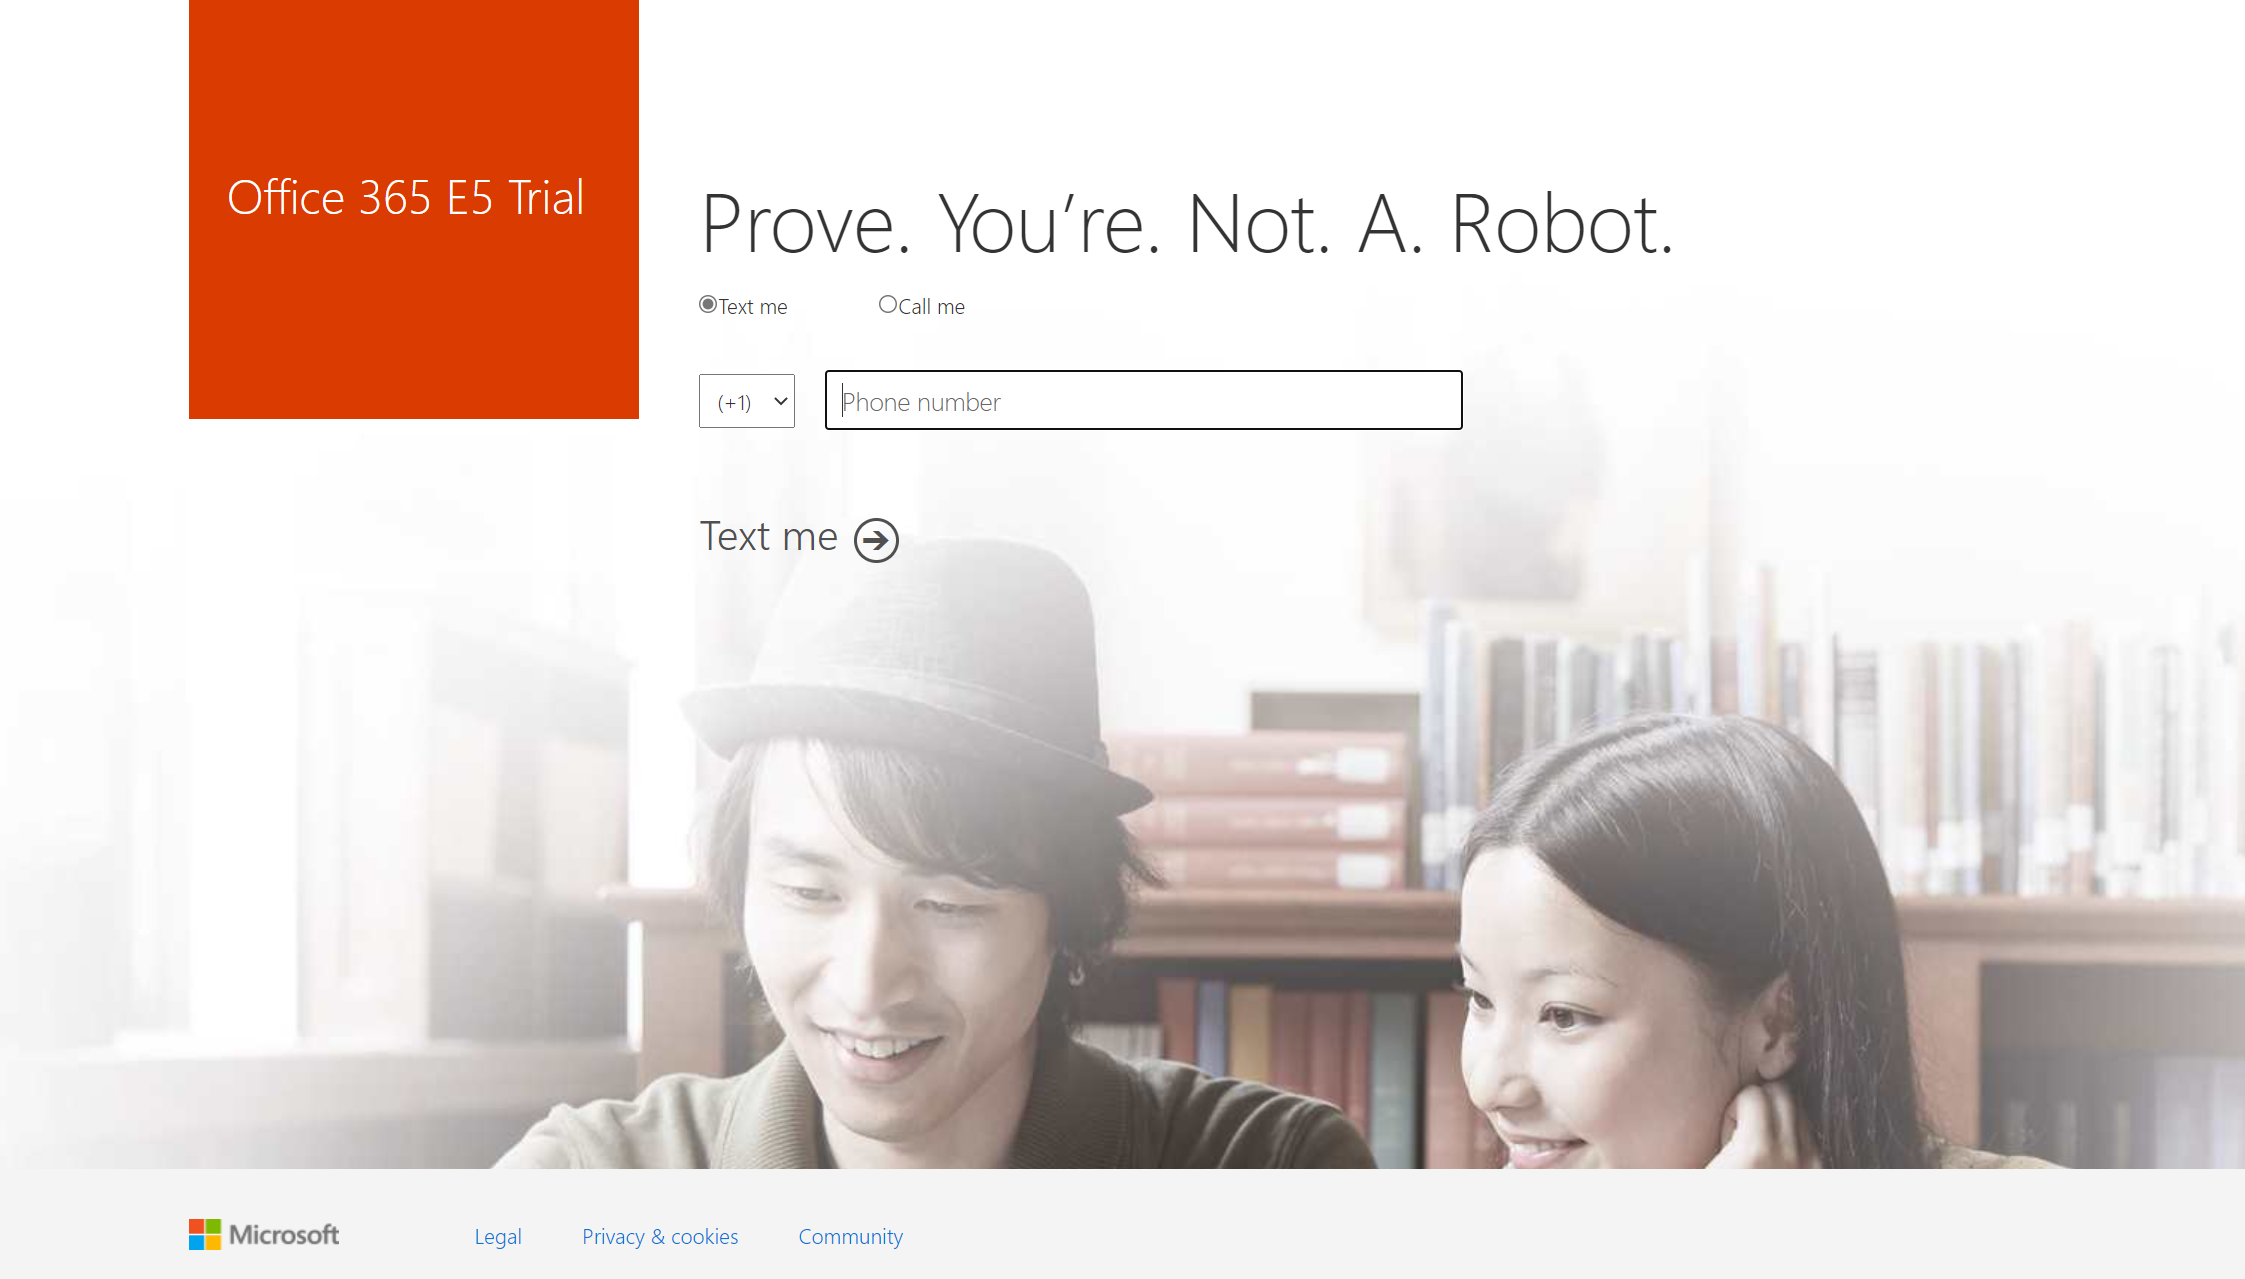 Office 365 E5 Trial
Prove. You’re. Not. A. Robot.
Text me Call me
(+1) Phone number
Text me
Microsoft Legal Privacy & cookies Community